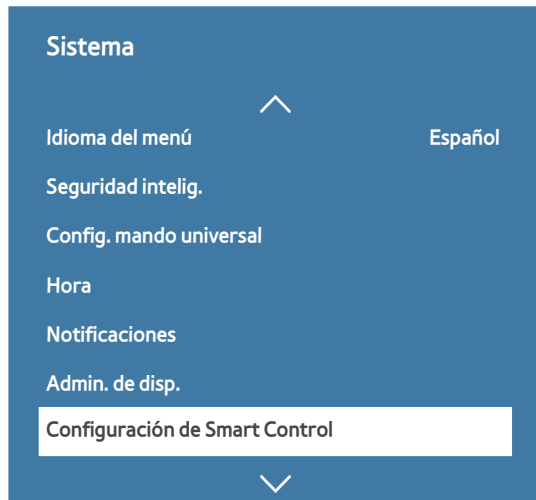 Sistema
Idioma del menú Español
Seguridad intelig.
Config. mando universal
Hora
Notificaciones
Admin. de disp.
Configuración de Smart Control